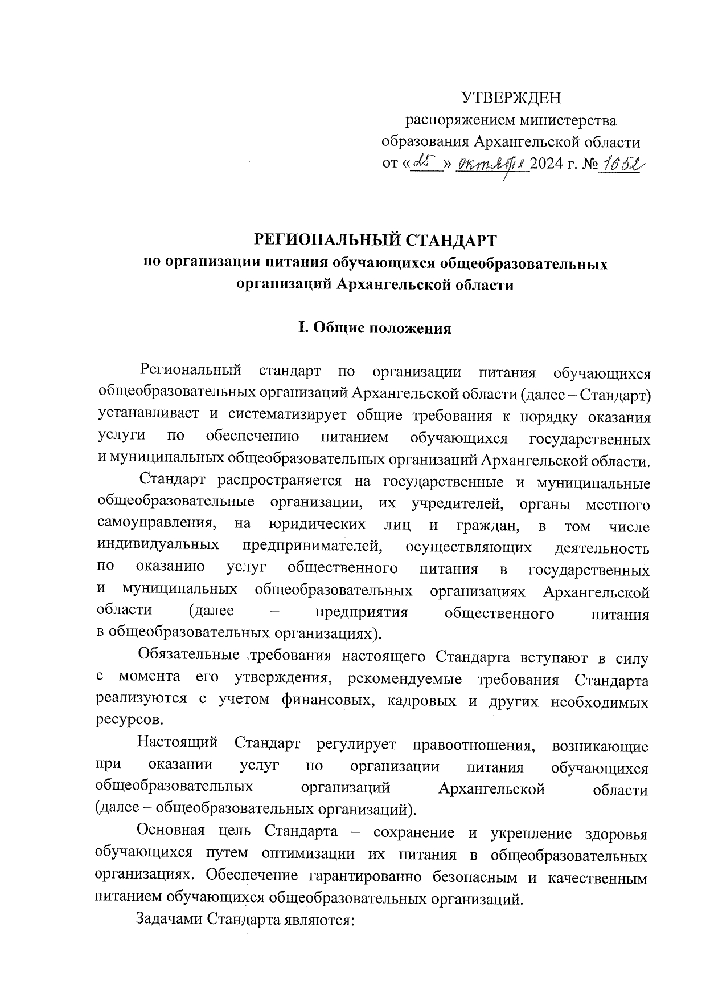 УТВЕРЖДЕН
распоряжением министерства
образования Архангельской области
от «25» октября 2024 г. № 1652
РЕГИОНАЛЬНЫЙ СТАНДАРТ
по организации питания обучающихся общеобразовательных
организаций Архангельской области
I. Общие положения
Региональный стандарт по организации питания обучающихся
общеобразовательных организаций Архангельской области (далее – Стандарт)
устанавливает и систематизирует общие требования к порядку оказания
услуги по обеспечению питанием обучающихся государственных
и муниципальных общеобразовательных организаций Архангельской области.
Стандарт распространяется на государственные и муниципальные
общеобразовательные организации, их учредителей, органы местного
самоуправления, на юридических лиц и граждан, в том числе
индивидуальных предпринимателей, осуществляющих деятельность
по оказанию услуг общественного питания в государственных
и муниципальных общеобразовательных организациях Архангельской
области (далее – предприятия общественного питания
в общеобразовательных организациях).
Обязательные требования настоящего Стандарта вступают в силу
с момента его утверждения, рекомендуемые требования Стандарта
реализуются с учетом финансовых, кадровых и других необходимых
ресурсов.
Настоящий Стандарт регулирует правоотношения, возникающие
при оказании услуг по организации питания обучающихся
общеобразовательных организаций Архангельской области
(далее – общеобразовательных организаций).
Основная цель Стандарта – сохранение и укрепление здоровья
обучающихся путем оптимизации их питания в общеобразовательных
организациях. Обеспечение гарантированно безопасным и качественным
питанием обучающихся общеобразовательных организаций.
Задачами Стандарта являются: